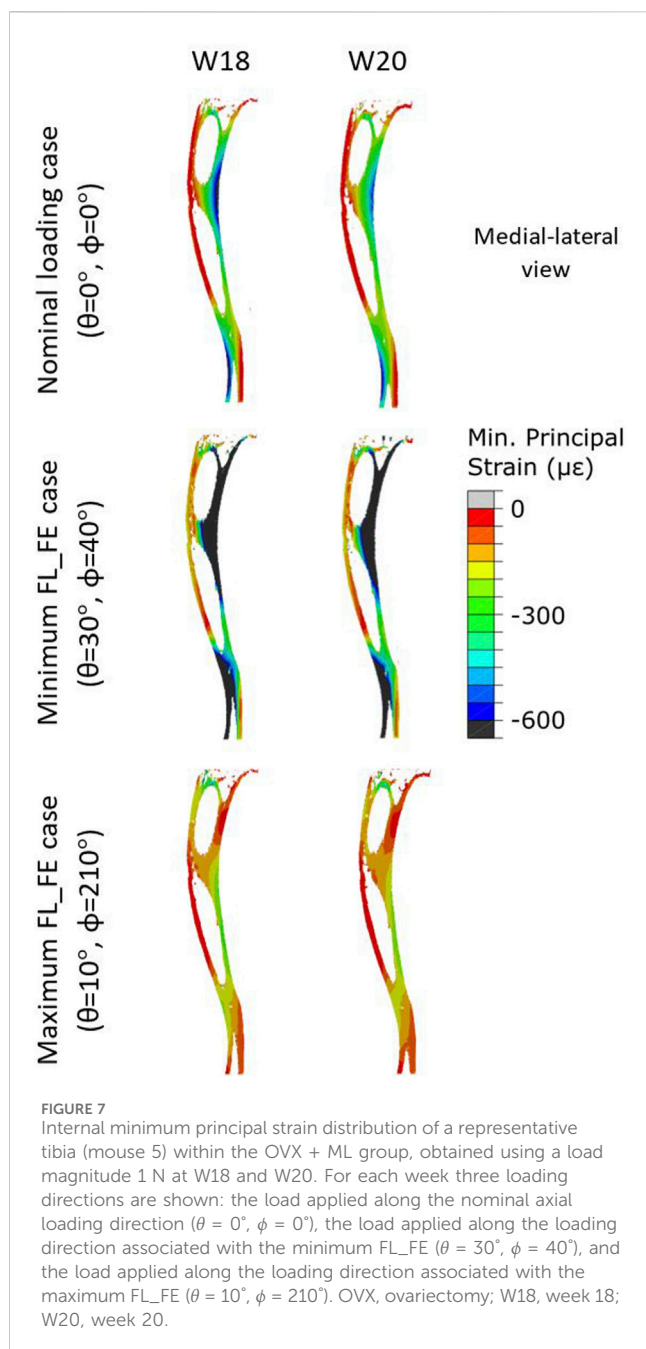 W18 W20
Nominal loading case
(θ=0°, ϕ=0°)
Medial-lateral
view
Minimum FL_FE case
(θ=30°, ϕ=40°)
Min. Principal
Strain (µε)
0
-300
-600
Maximum FL_FE case
(θ=10°, ϕ=210°)
FIGURE 7
Internal minimum principal strain distribution of a representative
tibia (mouse 5) within the OVX + ML group, obtained using a load
magnitude 1 N at W18 and W20. For each week three loading
directions are shown: the load applied along the nominal axial
loading direction (θ = 0°, ϕ = 0°), the load applied along the loading
direction associated with the minimum FL_FE (θ = 30°, ϕ = 40°), and
the load applied along the loading direction associated with the
maximum FL_FE (θ = 10°, ϕ = 210°). OVX, ovariectomy; W18, week 18;
W20, week 20.